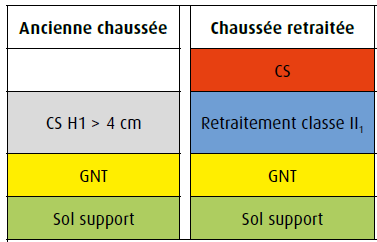 Ancienne chaussée
Chaussée retraitée
CS
CS H1 > 4 cm
Retraitement classe II₁
GNT
GNT
Sol support
Sol support